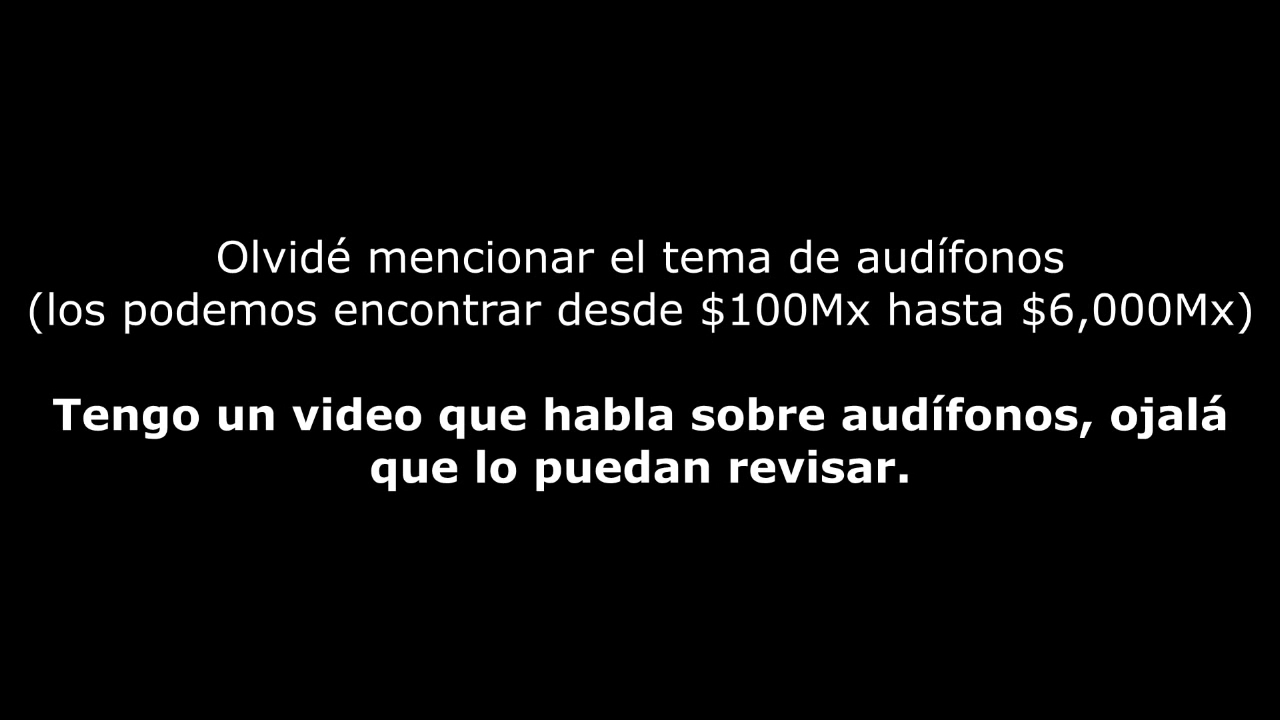 Olvidé mencionar el tema de audífonos
(los podemos encontrar desde $100Mx hasta $6,000Mx)
Tengo un video que habla sobre audífonos, ojalá
que lo puedan revisar.